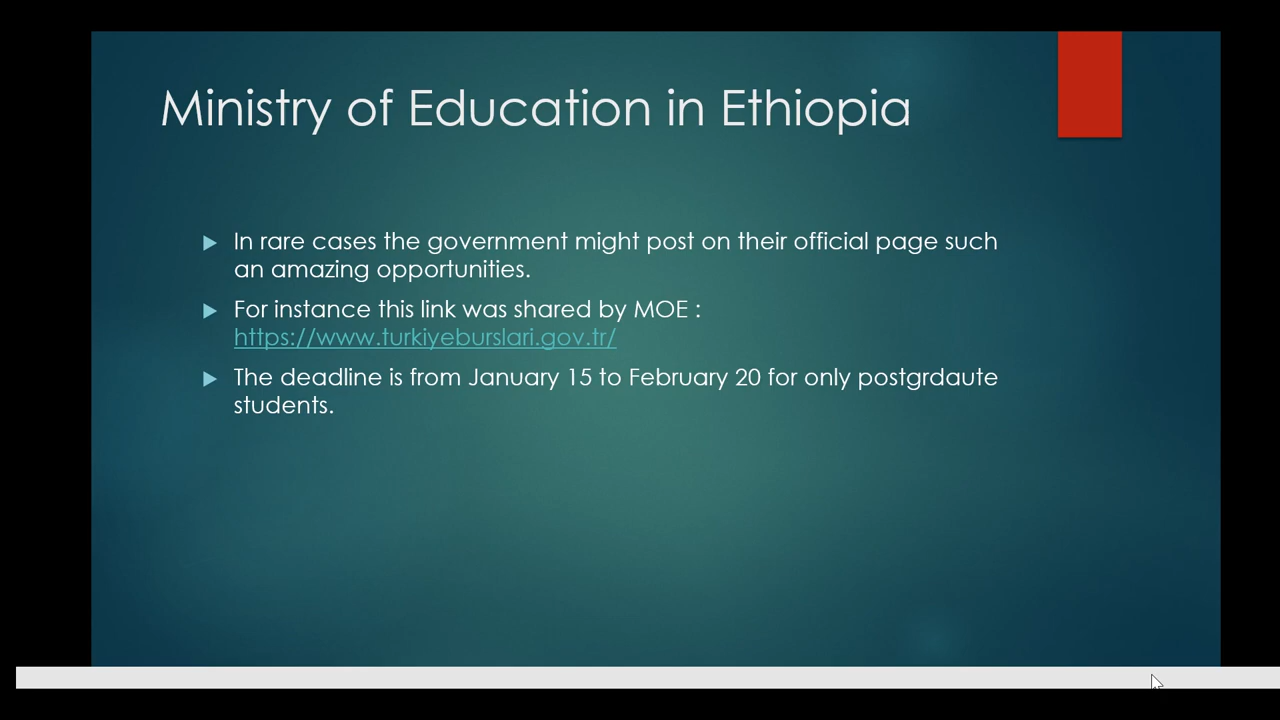 Ministry of Education in Ethiopia
In rare cases the government might post on their official page such
an amazing opportunities.
For instance this link was shared by MOE :
https://www.turkiyeburslari.gov.tr/
The deadline is from January 15 to February 20 for only postgrdaute
students.